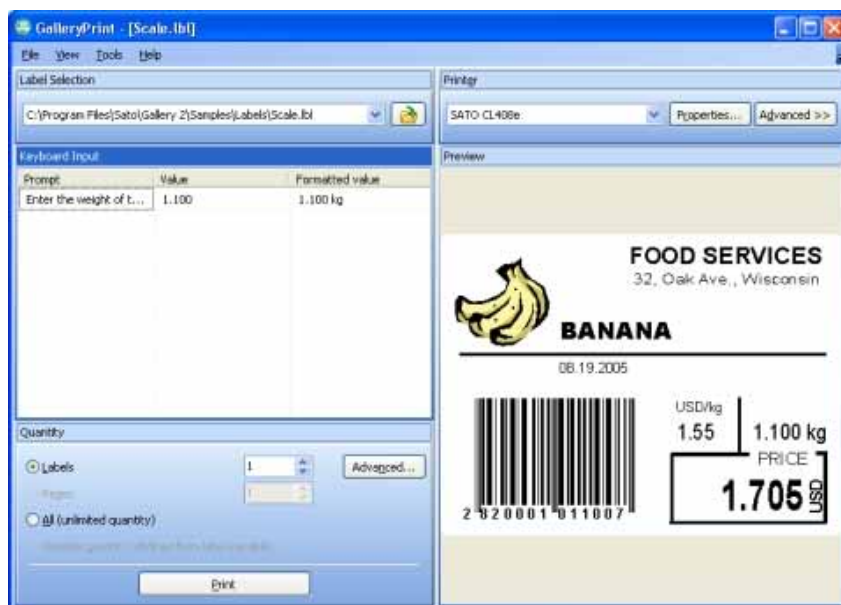 GalleryPrint - [Scale.lbl]
File View Tools Help
Label Selection
C:\Program Files\Sato\Gallery 2\Samples\Labels\Scale.lbl
Printer
SATO CL408e
Properties...
Advanced >>
Keyboard Input
Prompt Value Formatted value
Enter the weight of t... 1.100 1.100 kg
Preview
FOOD SERVICES
32, Oak Ave., Wisconsin
BANANA
08.19.2005
USD/kg
1.55 1.100 kg
PRICE
1.705 USD
2 820001 011007
Quantity
Labels 1 Advanced...
Pages 1
All (unlimited quantity)
Print